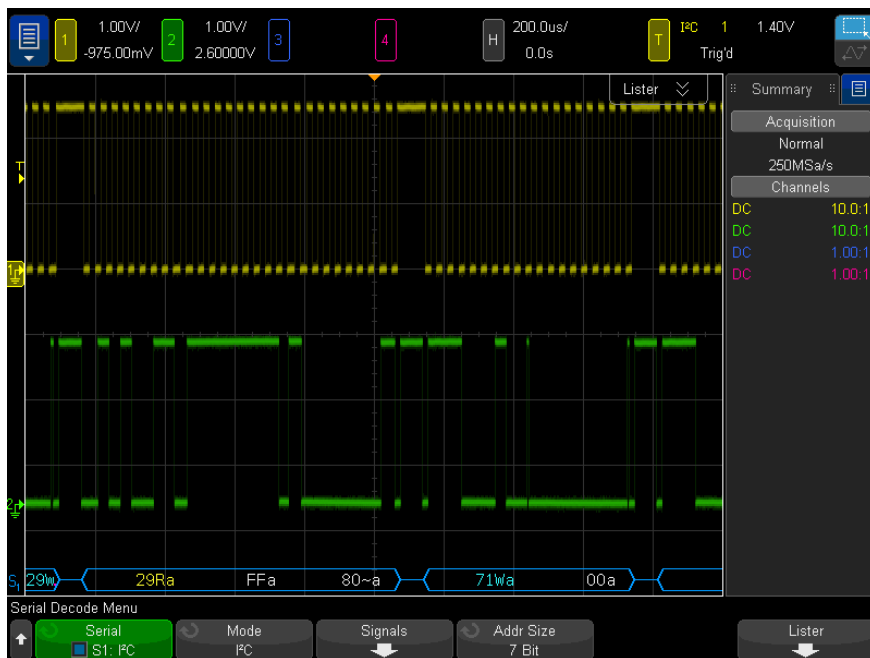 1 1.00V/ 2 1.00V/ 3 4 H 200.0us/ T I²C 1 1.40V
-975.00mV 2.60000V 0.0s Trig'd
Lister
Summary
Acquisition
Normal
250MSa/s
Channels
DC 10.0:1
DC 10.0:1
DC 1.00:1
DC 1.00:1
T
1
2
S1 29W 29Ra FFa 80~a 71Wa 00a
Serial Decode Menu
Serial Mode Signals Addr Size Lister
S1: I²C I²C 7 Bit